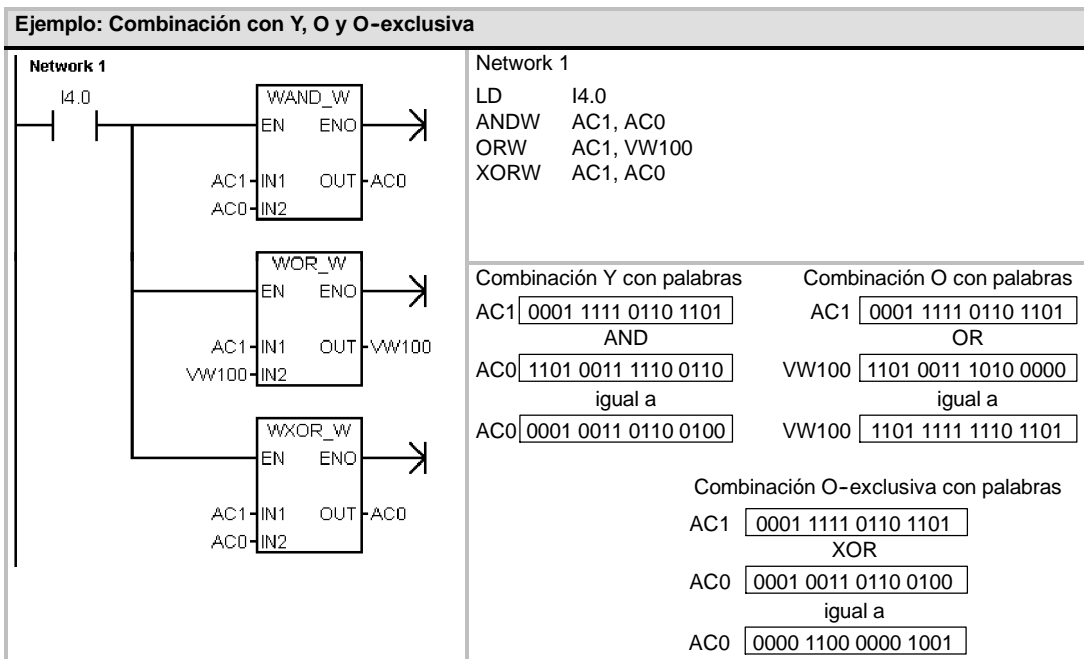 Ejemplo: Combinación con Y, O y O-exclusiva
Network 1
I4.0
WAND_W
EN ENO
AC1 IN1 OUT AC0
AC0 IN2
WOR_W
EN ENO
AC1 IN1 OUT VW100
VW100 IN2
WXOR_W
EN ENO
AC1 IN1 OUT AC0
AC0 IN2
Network 1
LD I4.0
ANDW AC1, AC0
ORW AC1, VW100
XORW AC1, AC0
Combinación Y con palabras
AC1 0001 1111 0110 1101
AND
AC0 1101 0011 1110 0110
igual a
AC0 0001 0011 0110 0100
Combinación O con palabras
AC1 0001 1111 0110 1101
OR
VW100 1101 0011 1010 0000
igual a
VW100 1101 1111 1110 1101
Combinación O-exclusiva con palabras
AC1 0001 1111 0110 1101
XOR
AC0 0001 0011 0110 0100
igual a
AC0 0000 1100 0000 1001